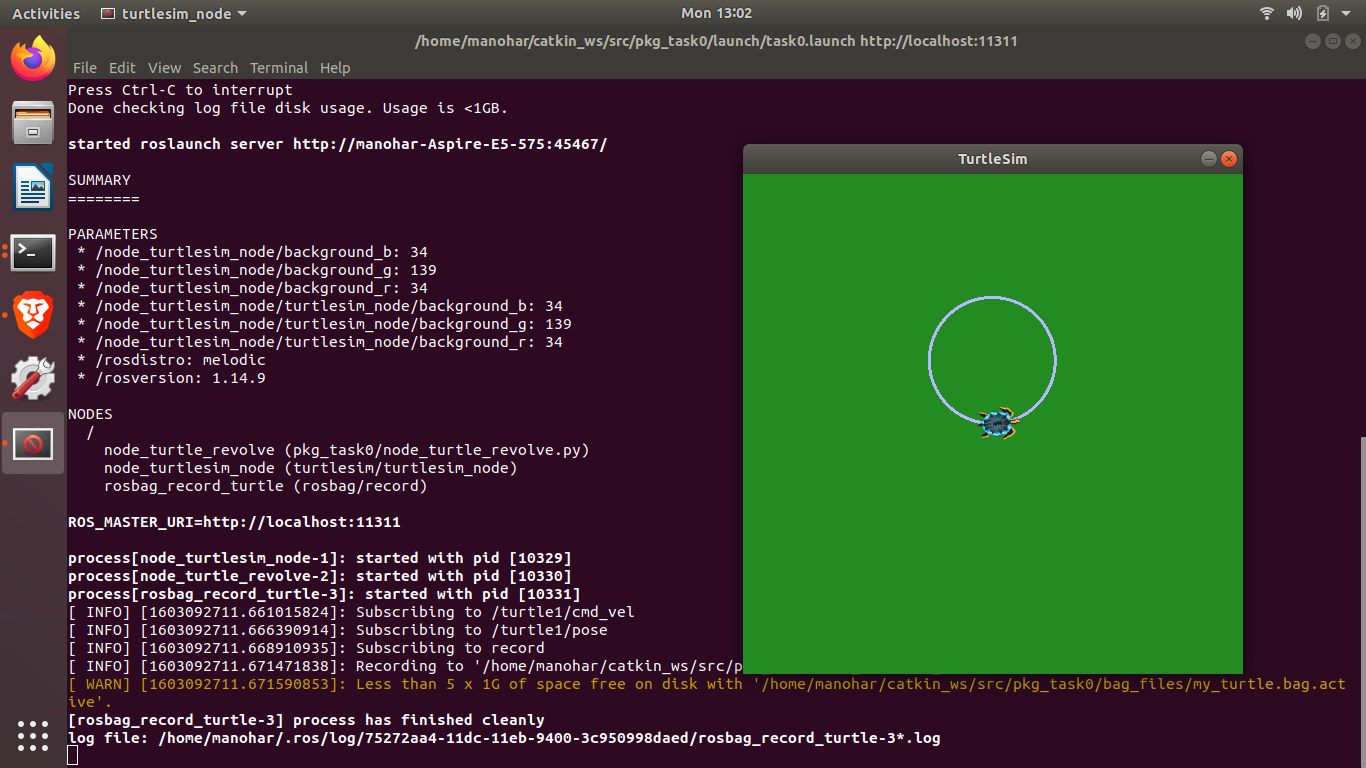 Activities turtlesim_node Mon 13:02
/home/manohar/catkin_ws/src/pkg_task0/launch/task0.launch http://localhost:11311
File Edit View Search Terminal Help
Press Ctrl-C to interrupt
Done checking log file disk usage. Usage is <1GB.
started roslaunch server http://manohar-Aspire-E5-575:45467/
TurtleSim
SUMMARY
========
PARAMETERS
* /node_turtlesim_node/background_b: 34
* /node_turtlesim_node/background_g: 139
* /node_turtlesim_node/background_r: 34
* /node_turtlesim_node/turtlesim_node/background_b: 34
* /node_turtlesim_node/turtlesim_node/background_g: 139
* /node_turtlesim_node/turtlesim_node/background_r: 34
* /rosdistro: melodic
* /rosversion: 1.14.9
NODES
/
node_turtle_revolve (pkg_task0/node_turtle_revolve.py)
node_turtlesim_node (turtlesim/turtlesim_node)
rosbag_record_turtle (rosbag/record)
ROS_MASTER_URI=http://localhost:11311
process[node_turtlesim_node-1]: started with pid [10329]
process[node_turtle_revolve-2]: started with pid [10330]
process[rosbag_record_turtle-3]: started with pid [10331]
[ INFO] [1603092711.661015824]: Subscribing to /turtle1/cmd_vel
[ INFO] [1603092711.666390914]: Subscribing to /turtle1/pose
[ INFO] [1603092711.668910935]: Subscribing to record
[ INFO] [1603092711.671471838]: Recording to '/home/manohar/catkin_ws/src/p
[ WARN] [1603092711.671590853]: Less than 5 x 1G of space free on disk with '/home/manohar/catkin_ws/src/pkg_task0/bag_files/my_turtle.bag.act
ive'.
[rosbag_record_turtle-3] process has finished cleanly
log file: /home/manohar/.ros/log/75272aa4-11dc-11eb-9400-3c950998daed/rosbag_record_turtle-3*.log